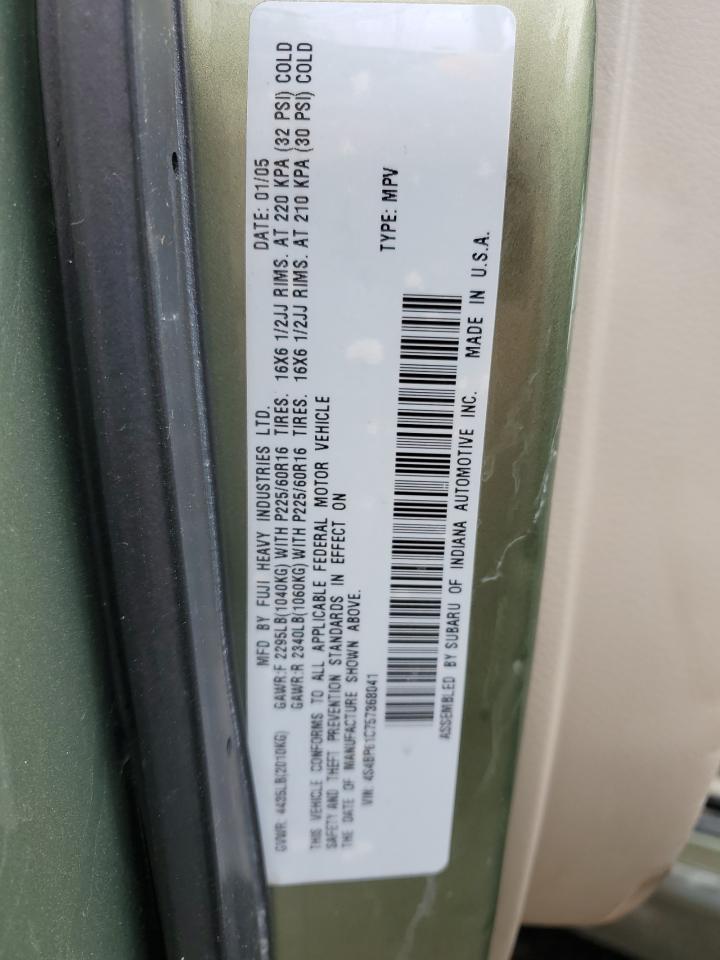 MFD BY FUJI HEAVY INDUSTRIES LTD. DATE: 01/05
GVWR 4435LB(2010KG) GAWR:F 2295LB(1040KG) WITH P225/60R16 TIRES. 16X6 1/2JJ RIMS. AT 220 KPA (32 PSI) COLD
GAWR:R 2340LB(1060KG) WITH P225/60R16 TIRES. 16X6 1/2JJ RIMS. AT 210 KPA (30 PSI) COLD
THIS VEHICLE CONFORMS TO ALL APPLICABLE FEDERAL MOTOR VEHICLE
SAFETY AND THEFT PREVENTION STANDARDS IN EFFECT ON
THE DATE OF MANUFACTURE SHOWN ABOVE.
VIN 4S4BP61C757368041 TYPE: MPV
ASSEMBLED BY SUBARU OF INDIANA AUTOMOTIVE INC. MADE IN U.S.A.